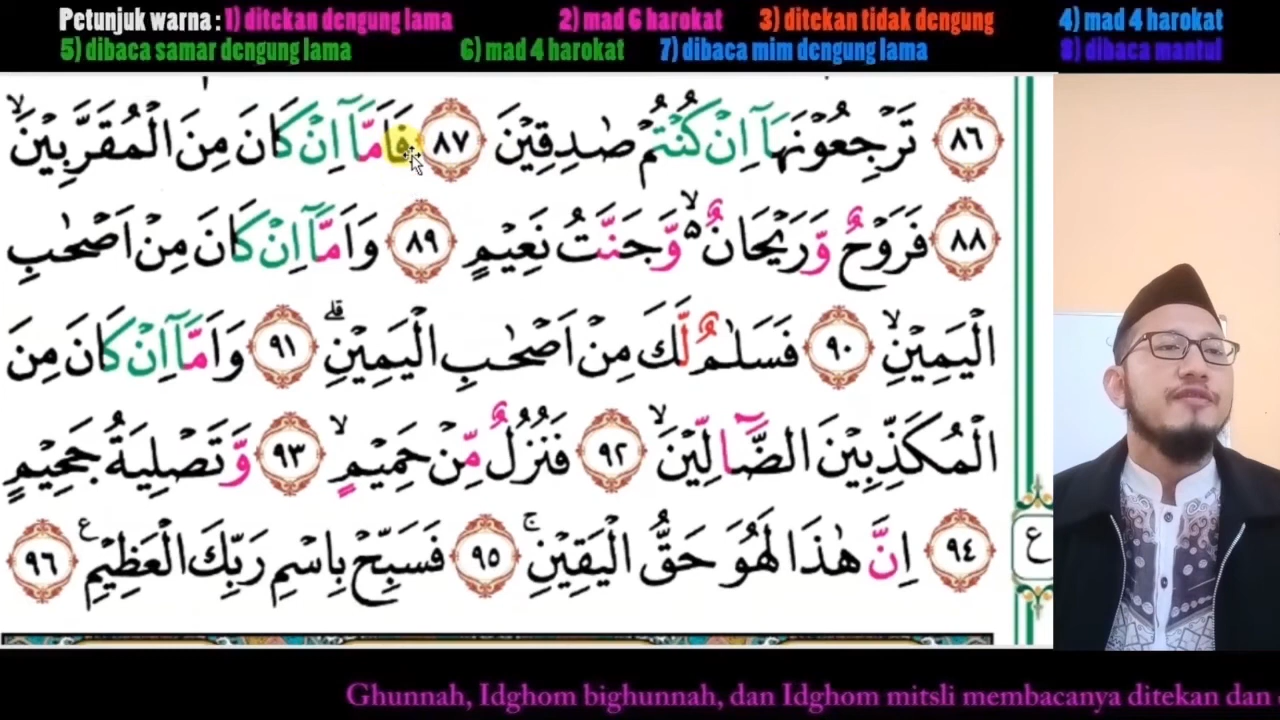 Petunjuk warna : 1) ditekan dengung lama 2) mad 6 harokat 3) ditekan tidak dengung 4) mad 4 harokat
5) dibaca samar dengung lama 6) mad 4 harokat 7) dibaca mim dengung lama 8) dibaca mantul
٨٦ تَرْجِعُوْنَهَآ اِنْ كُنْتُمْ صٰدِقِيْنَ ٨٧ فَاَمَّآ اِنْ كَانَ مِنَ الْمُقَرَّبِيْنَۙ
٨٨ فَرَوْحٌ وَّرَيْحَانٌ ەۙ وَّجَنَّتُ نَعِيْمٍ ٨٩ وَاَمَّآ اِنْ كَانَ مِنْ اَصْحٰبِ
الْيَمِيْنِۙ ٩٠ فَسَلٰمٌ لَّكَ مِنْ اَصْحٰبِ الْيَمِيْنِۗ ٩١ وَاَمَّآ اِنْ كَانَ مِنَ
الْمُكَذِّبِيْنَ الضَّآلِّيْنَۙ ٩٢ فَنُزُلٌ مِّنْ حَمِيْمٍۙ ٩٣ وَّتَصْلِيَةُ جَحِيْمٍ
٩٤ اِنَّ هٰذَا لَهُوَ حَقُّ الْيَقِيْنِۚ ٩٥ فَسَبِّحْ بِاسْمِ رَبِّكَ الْعَظِيْمِ ࣖ ٩٦
ع
Ghunnah, Idghom bighunnah, dan Idghom mitsli membacanya ditekan dan